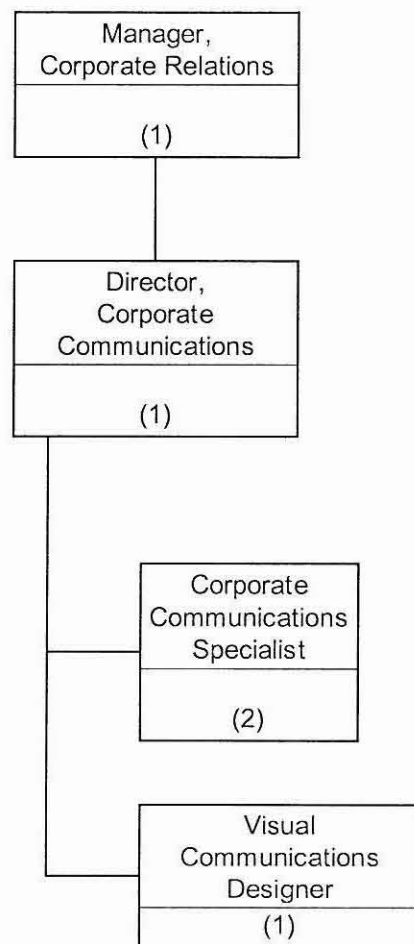 Manager,
Corporate Relations
(1)
Director,
Corporate
Communications
(1)
Corporate
Communications
Specialist
(2)
Visual
Communications
Designer
(1)